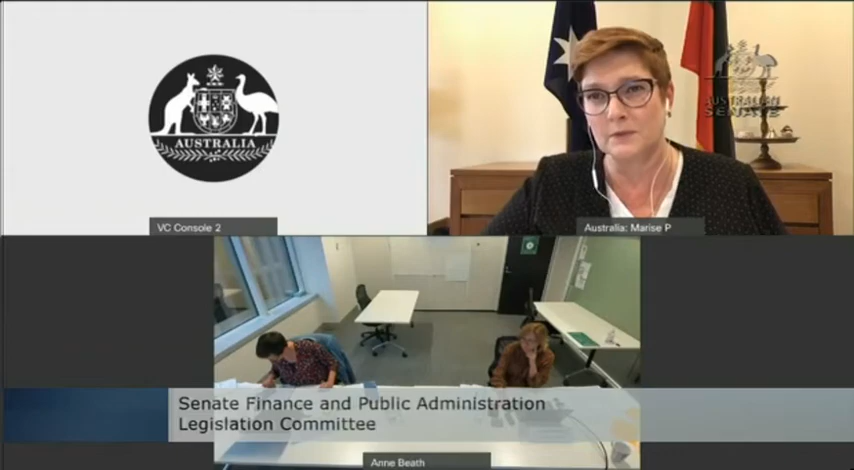 AUSTRALIA
AUSTRALIAN
SENATE
VC Console 2
Australia: Marise P
Senate Finance and Public Administration
Legislation Committee
Anne Beath